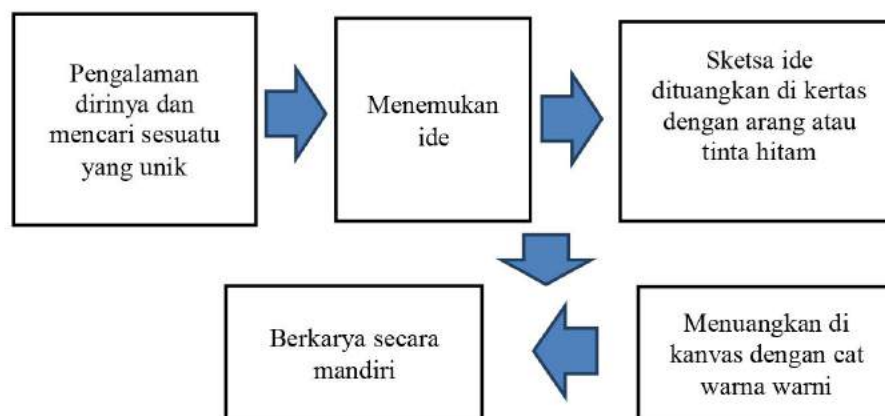 Pengalaman
dirinya dan
mencari sesuatu
yang unik
Menemukan
ide
Sketsa ide
dituangkan di kertas
dengan arang atau
tinta hitam
Berkarya secara
mandiri
Menuangkan di
kanvas dengan cat
warna warni